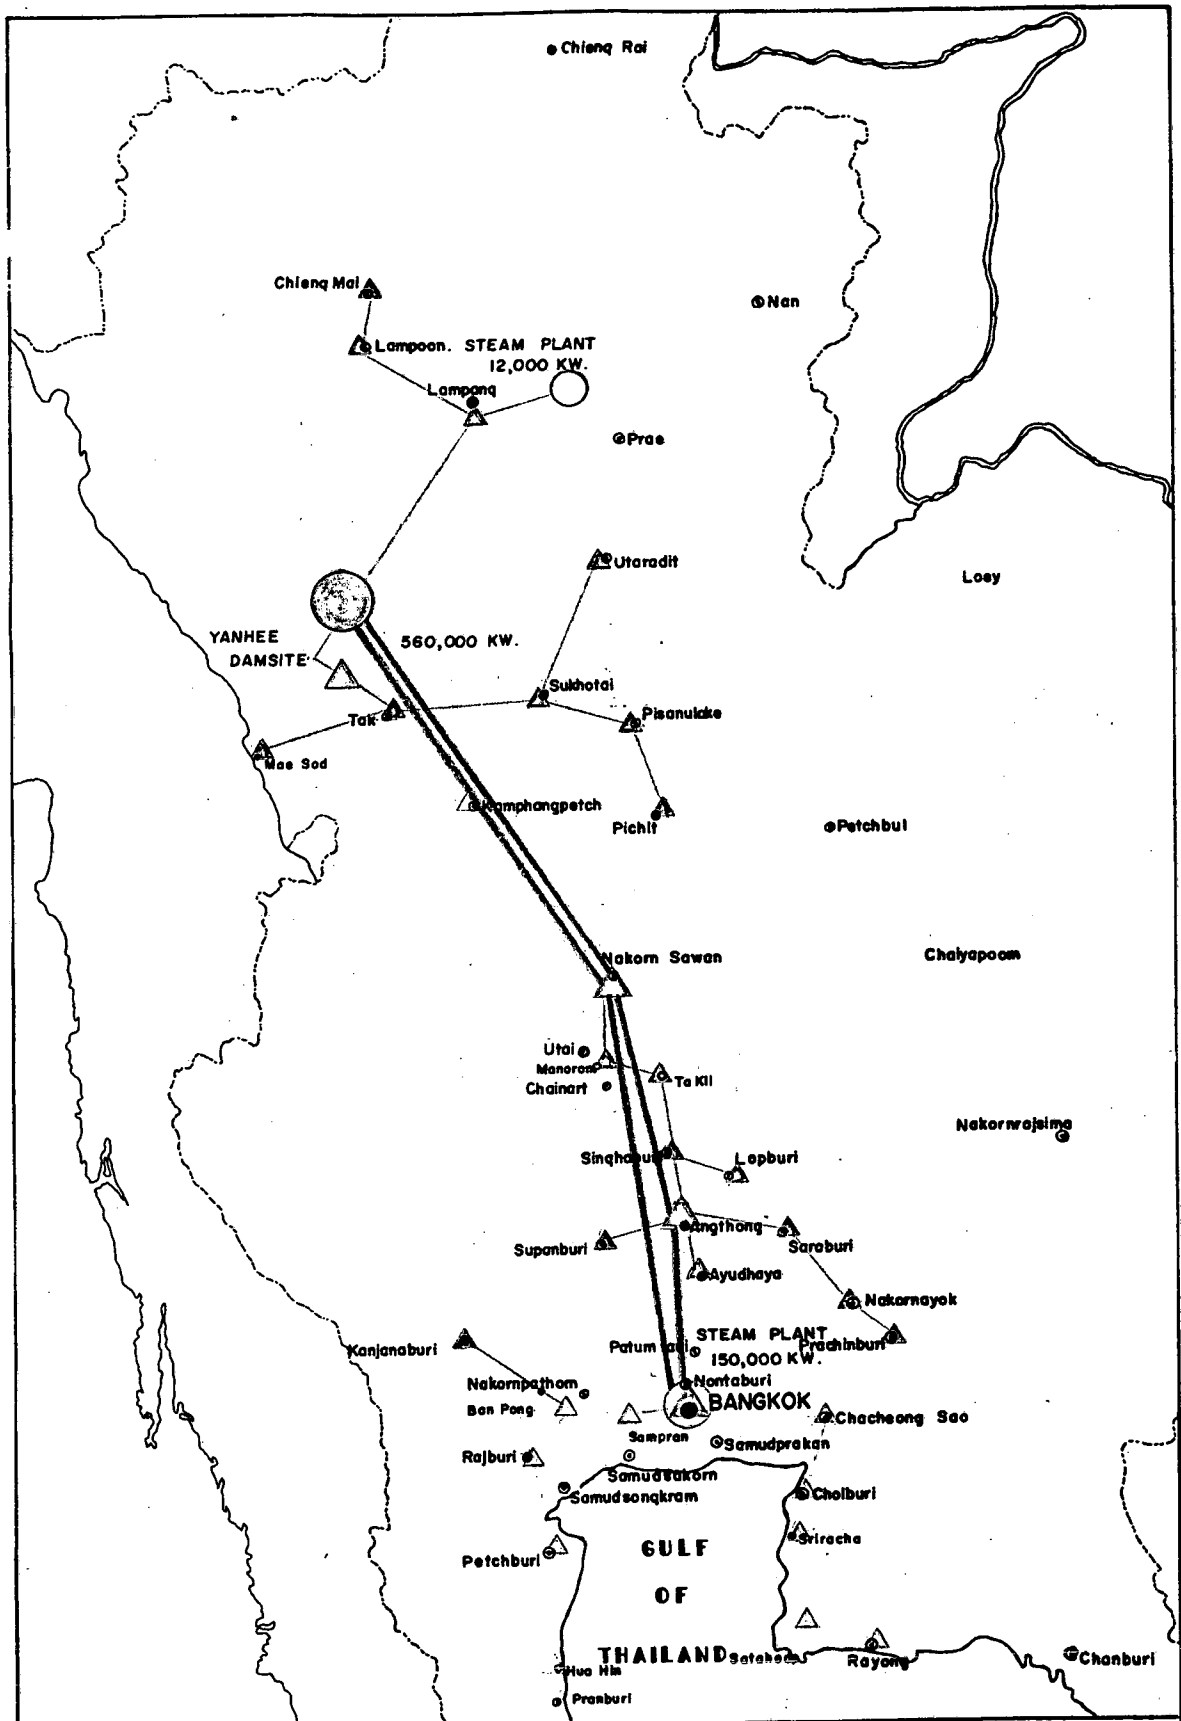 Chienq Rai
Chienq Mai
Nan
Lampoon. STEAM PLANT
12,000 KW.
Lampang
Prae
Utaradit
Loey
YANHEE
DAMSITE
560,000 KW.
Sukhotai
Tak
Pisanulake
Mae Sod
Kamphangpetch
Pichit
Petchbul
Nakorn Sawan
Chaiyapoom
Utai
Manorom
Chainart
Ta Kli
Nakornrajsima
Singhaburi
Lopburi
Angthong
Supanburi
Saraburi
Ayudhaya
Nakornayok
STEAM PLANT
150,000 KW.
Kanjanaburi
Patum tani
Prachinburi
Nontaburi
Nakornpathom
BANGKOK
Ban Pong
Chacheong Sao
Sampran
Samudprakan
Rajburi
Samudsakorn
Samudsongkram
Cholburi
Sriracha
GULF
OF
THAILAND
Petchburi
Rayong
Chanburi
Hua Hin
Pranburi